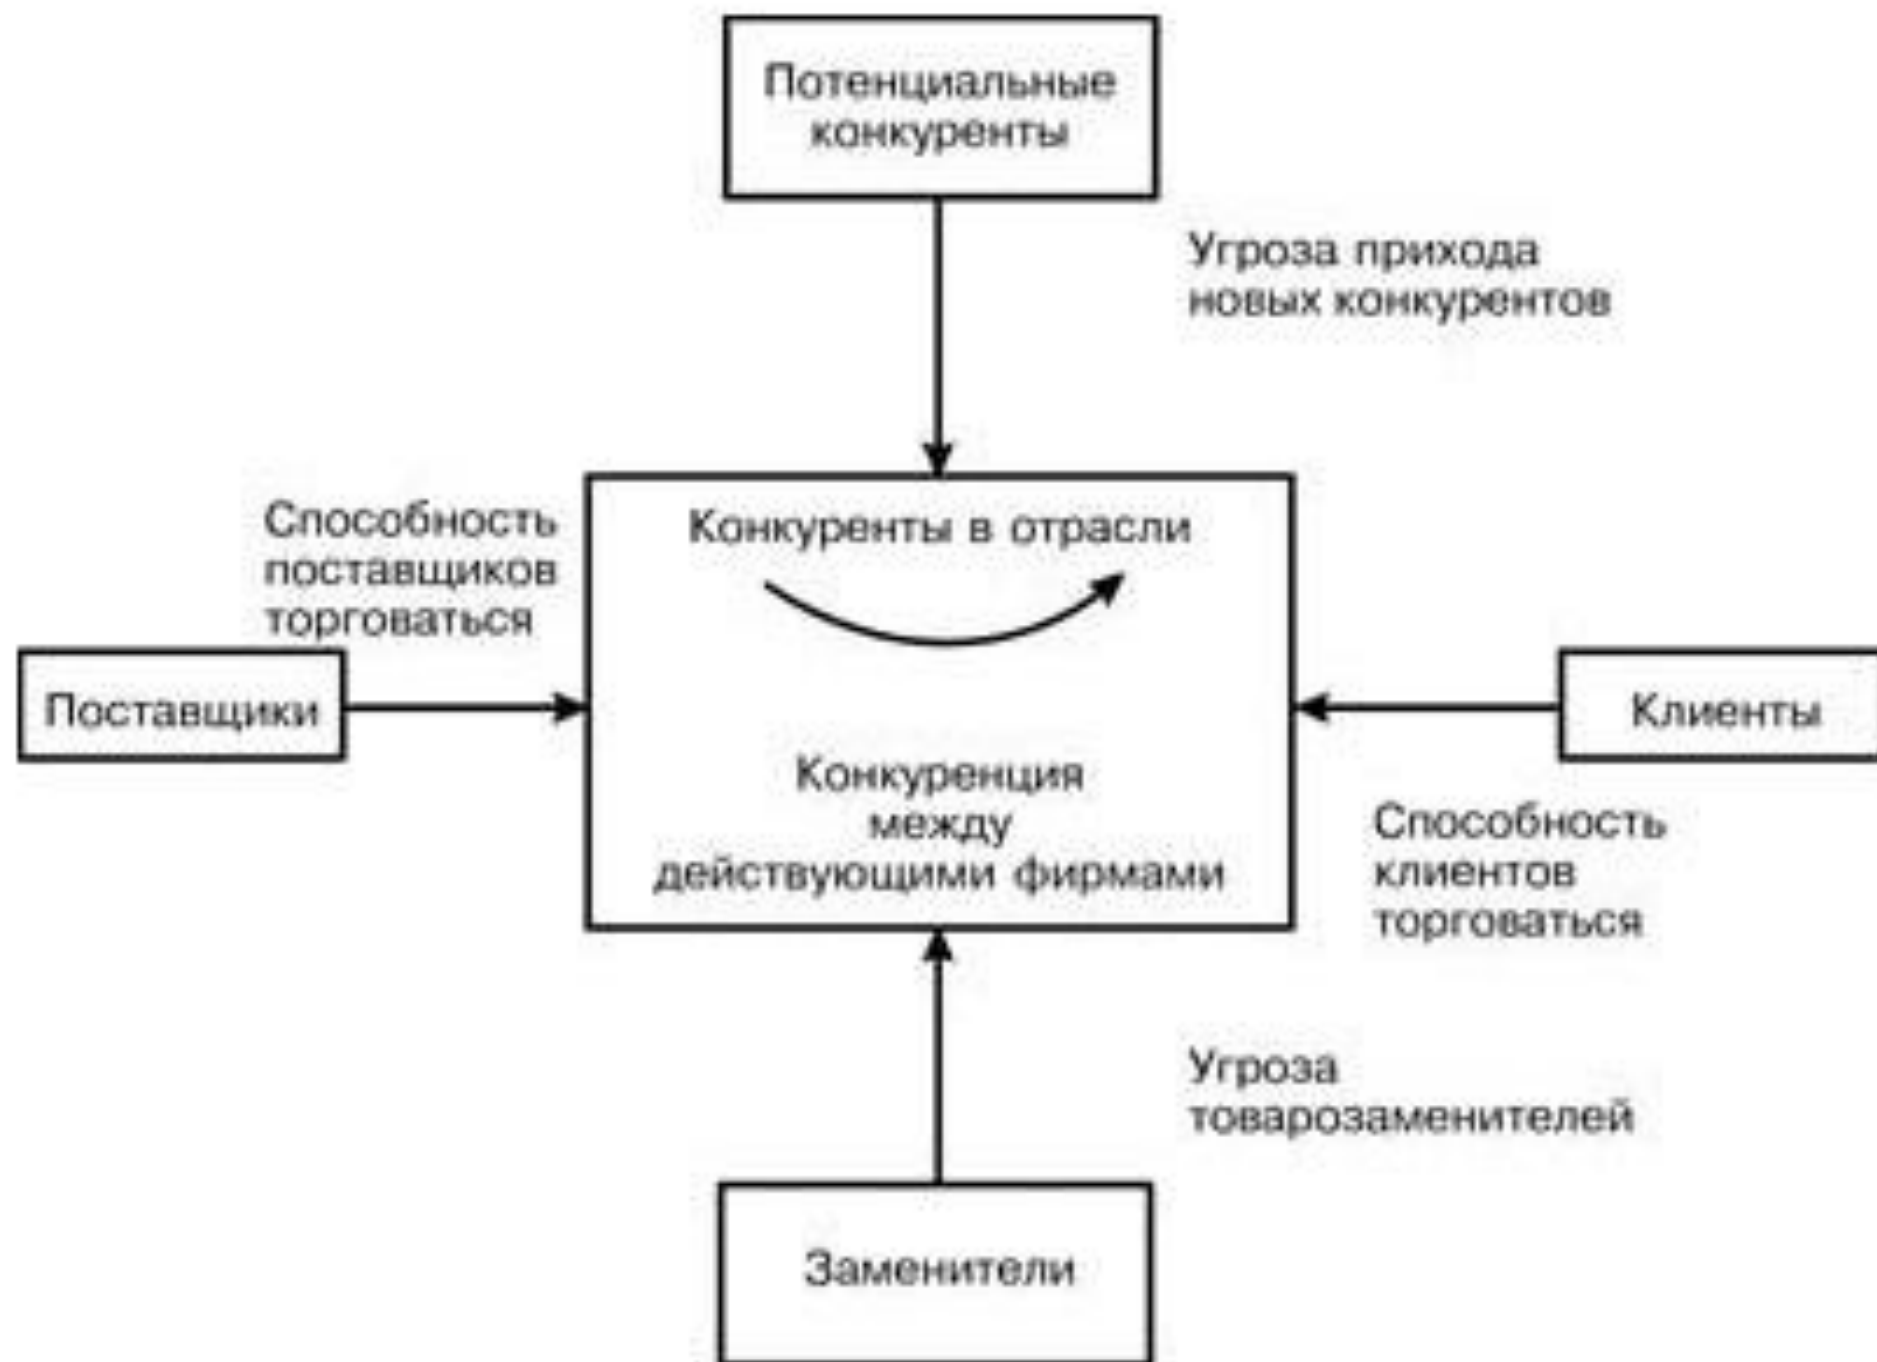 Потенциальные
конкуренты
Угроза прихода
новых конкурентов
Способность
поставщиков
торговаться
Конкуренты в отрасли
Поставщики
Клиенты
Конкуренция
между
действующими фирмами
Способность
клиентов
торговаться
Угроза
товарозаменителей
Заменители